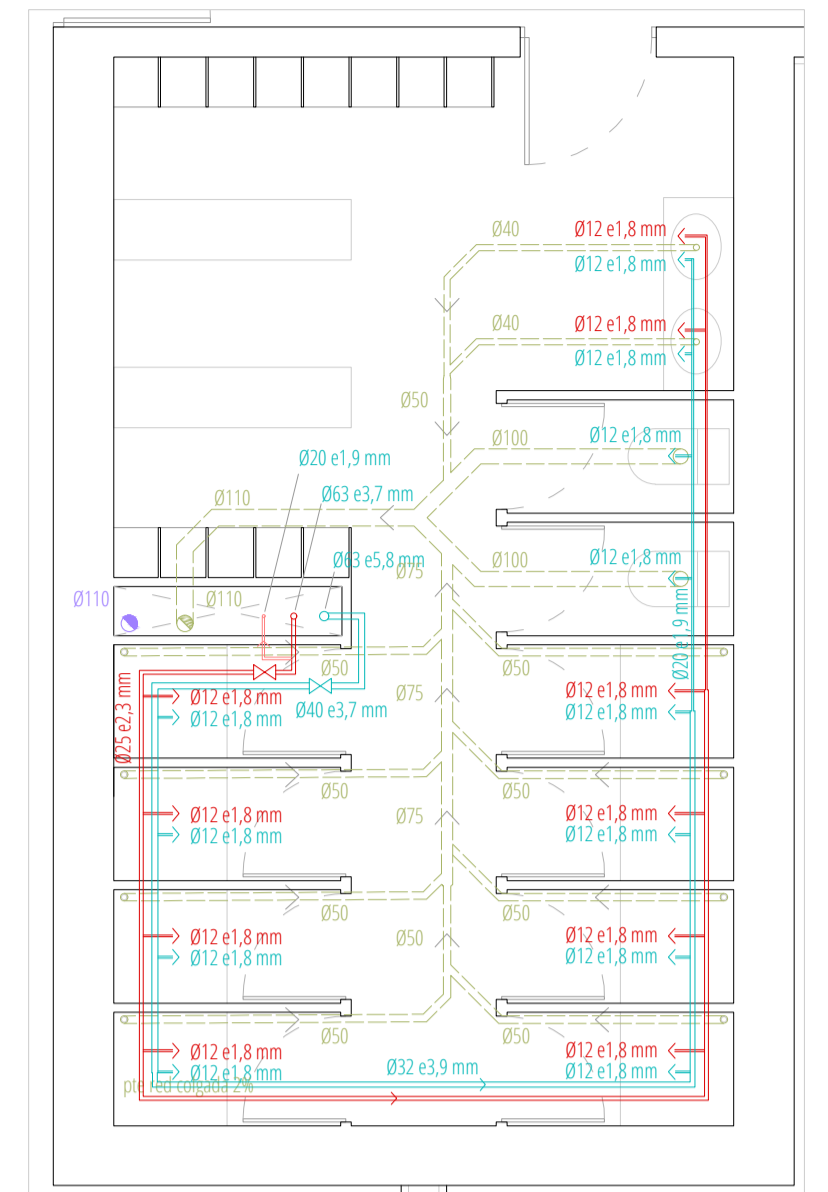 Ø40
Ø12 e1,8 mm
Ø12 e1,8 mm
Ø40
Ø12 e1,8 mm
Ø12 e1,8 mm
Ø50
Ø100
Ø12 e1,8 mm
Ø20 e1,9 mm
Ø110
Ø63 e3,7 mm
Ø63 e5,8 mm
Ø75
Ø100
Ø12 e1,8 mm
Ø110
Ø110
Ø20 e1,9 mm
Ø50
Ø50
Ø25 e2,3 mm
Ø12 e1,8 mm
Ø12 e1,8 mm
Ø40 e3,7 mm
Ø75
Ø12 e1,8 mm
Ø12 e1,8 mm
Ø50
Ø50
Ø12 e1,8 mm
Ø12 e1,8 mm
Ø75
Ø12 e1,8 mm
Ø12 e1,8 mm
Ø50
Ø50
Ø12 e1,8 mm
Ø12 e1,8 mm
Ø50
Ø12 e1,8 mm
Ø12 e1,8 mm
Ø50
Ø50
Ø12 e1,8 mm
Ø12 e1,8 mm
Ø32 e3,9 mm
Ø12 e1,8 mm
Ø12 e1,8 mm
pte red colgada 2%